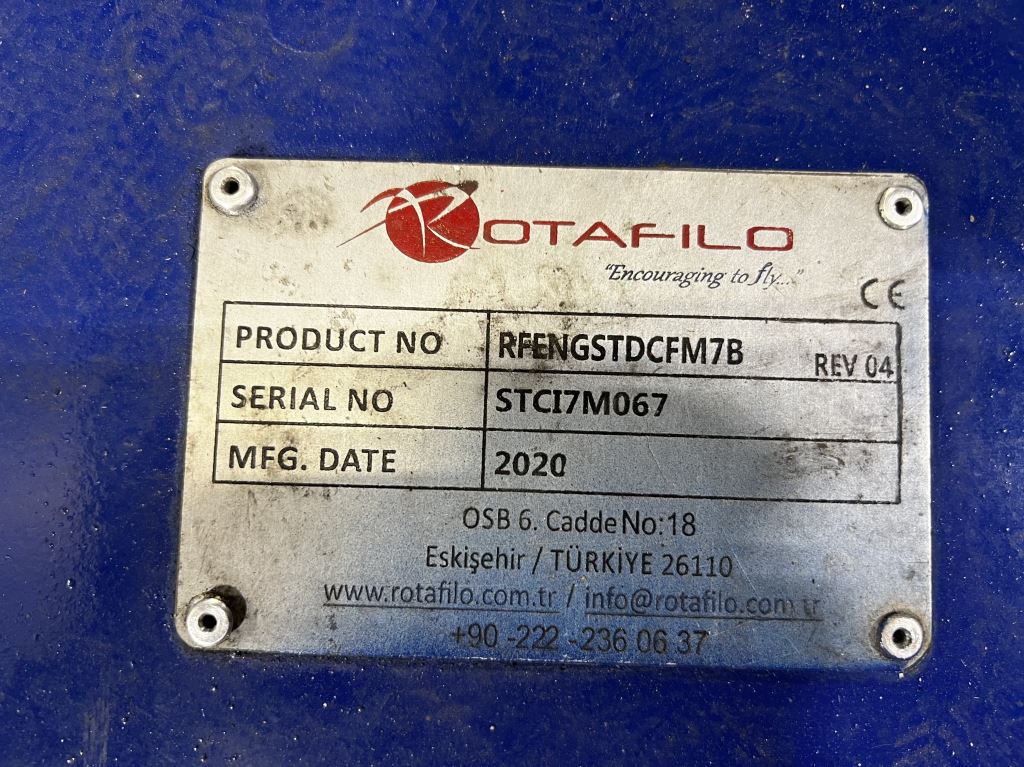 ROTAFILO
"Encouraging to fly..."
CE
PRODUCT NO RFENGSTDCFM7B REV 04
SERIAL NO STCI7M067
MFG. DATE 2020
OSB 6. Cadde No:18
Eskişehir / TÜRKİYE 26110
www.rotafilo.com.tr / info@rotafilo.com.tr
+90 -222 -236 06 37